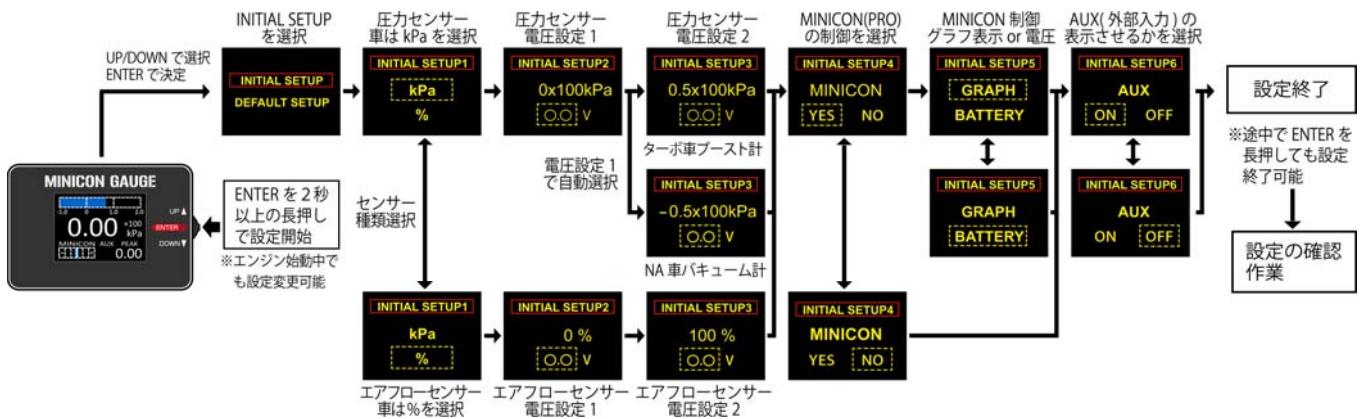 INITIAL SETUP
を選択
UP/DOWN で選択
ENTER で決定
INITIAL SETUP
DEFAULT SETUP
MINICON GAUGE
-1.0 0 1.0 2.0
0.00 ×100
kPa
MINICON AUX PEAK
0.00
UP▲
ENTER
DOWN▼
ENTER を 2 秒
以上の長押し
で設定開始
※エンジン始動中で
も設定変更可能
圧力センサー
車は kPa を選択
INITIAL SETUP1
kPa
%
センサー
種類選択
INITIAL SETUP1
kPa
%
エアフローセンサー
車は%を選択
圧力センサー
電圧設定 1
INITIAL SETUP2
0x100kPa
○.○ V
電圧設定 1
で自動選択
INITIAL SETUP2
0 %
○.○ V
エアフローセンサー
電圧設定 1
圧力センサー
電圧設定 2
INITIAL SETUP3
0.5x100kPa
○.○ V
ターボ車ブースト計
INITIAL SETUP3
-0.5x100kPa
○.○ V
NA 車バキューム計
INITIAL SETUP3
100 %
○.○ V
エアフローセンサー
電圧設定 2
MINICON(PRO)
の制御を選択
INITIAL SETUP4
MINICON
YES NO
INITIAL SETUP4
MINICON
YES NO
MINICON 制御
グラフ表示 or 電圧
INITIAL SETUP5
GRAPH
BATTERY
INITIAL SETUP5
GRAPH
BATTERY
AUX( 外部入力 ) の
表示させるかを選択
INITIAL SETUP6
AUX
ON OFF
INITIAL SETUP6
AUX
ON OFF
設定終了
※途中で ENTER を
長押しても設定
終了可能
設定の確認
作業